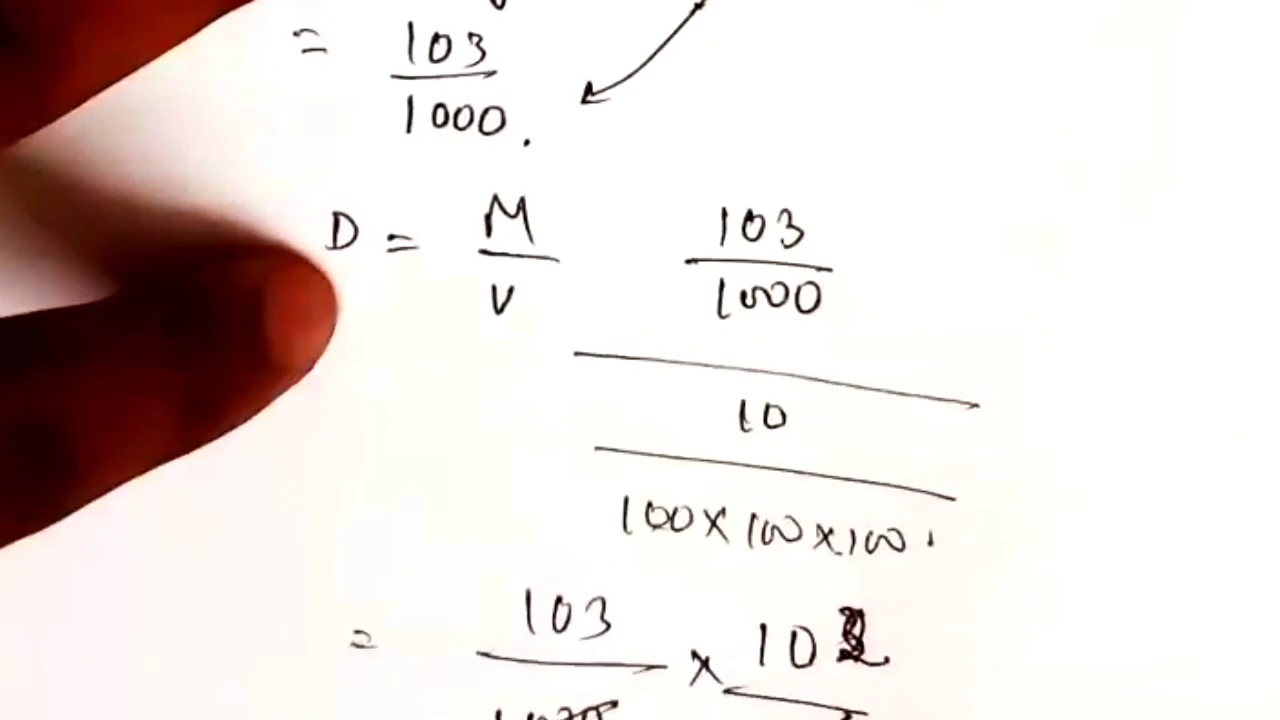 = 103
1000.
D = M 103
V 1000
10
100×100×100.
= 103 × 10